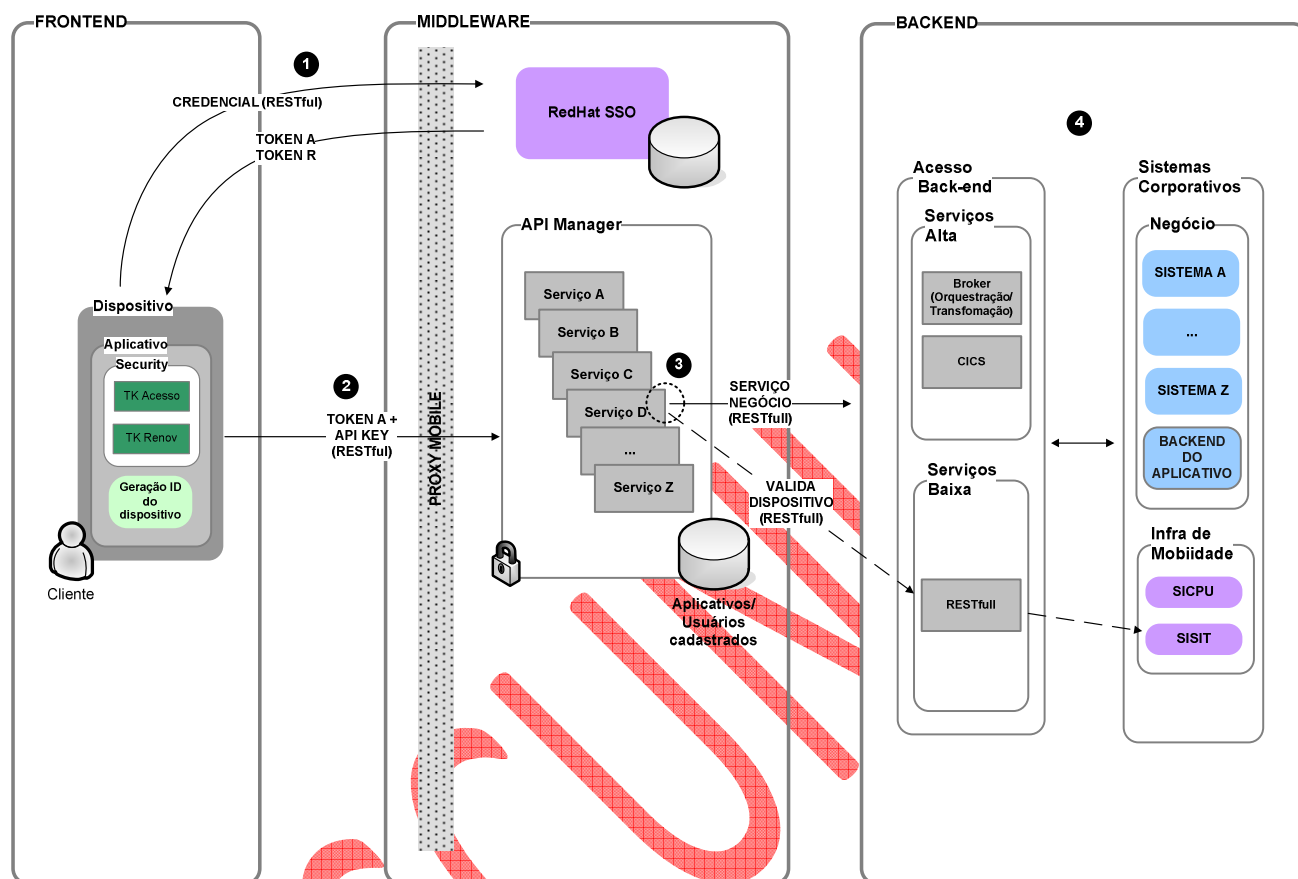 FRONTEND
MIDDLEWARE
BACKEND
1
CREDENCIAL (RESTful)
TOKEN A
TOKEN R
RedHat SSO
4
Acesso
Back-end
Sistemas
Corporativos
API Manager
Serviços
Alta
Negócio
Serviço A
Serviço B
Serviço C
Serviço D
...
Serviço Z
Broker
(Orquestração/
Transfomação)
CICS
SISTEMA A
...
SISTEMA Z
BACKEND
DO
APLICATIVO
Dispositivo
Aplicativo
Security
TK Acesso
TK Renov
Geração ID
do
dispositivo
Cliente
2
TOKEN A +
API KEY
(RESTful)
PROXY MOBILE
3
SERVIÇO
NEGÓCIO
(RESTfull)
VALIDA
DISPOSITIVO
(RESTfull)
Serviços
Baixa
RESTfull
Infra de
Mobiidade
SICPU
SISIT
Aplicativos/
Usuários
cadastrados